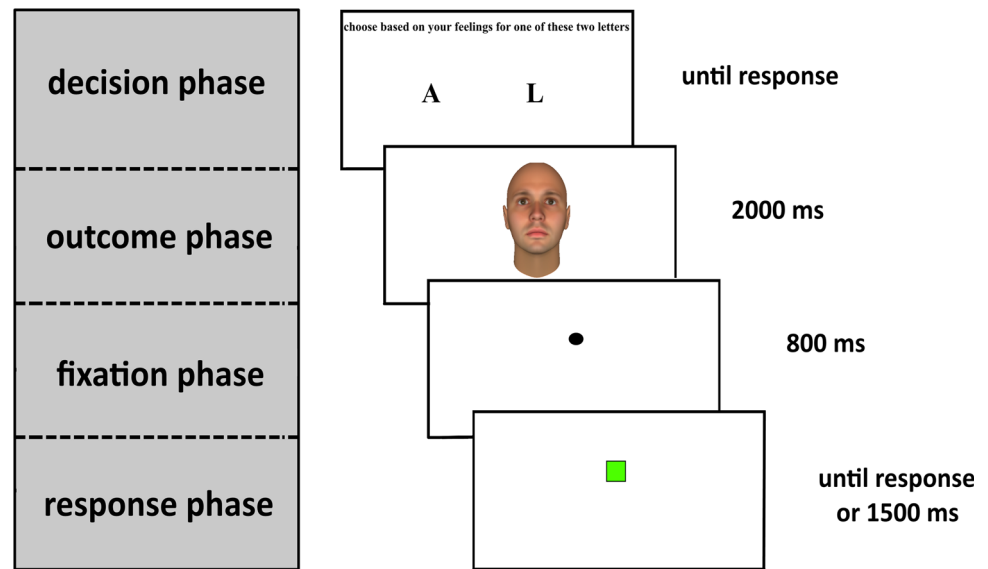 decision phase
choose based on your feelings for one of these two letters
A L
until response
outcome phase
2000 ms
fixation phase
800 ms
response phase
until response
or 1500 ms